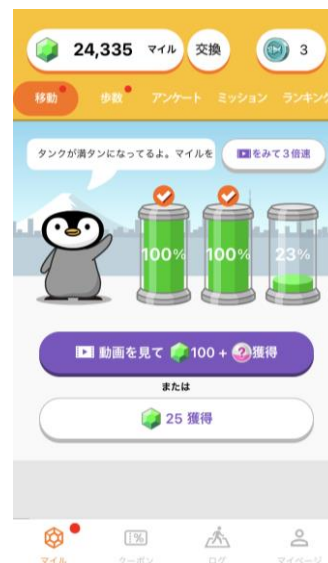 24,335 マイル 交換 3
移動 歩数 アンケート ミッション ランキング
タンクが満タンになってるよ。マイルを
をみて3倍速
100% 100% 23%
動画を見て 100 + ? 獲得
または
25 獲得
マイル クーポン ログ マイページ